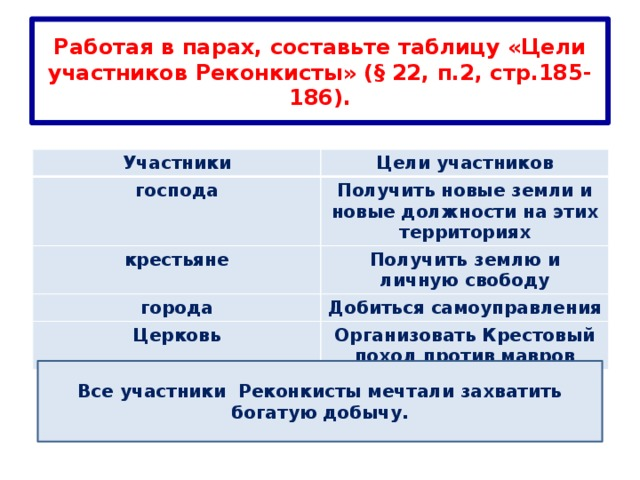 Работая в парах, составьте таблицу «Цели
участников Реконкисты» (§ 22, п.2, стр.185-
186).
Участники
Цели участников
господа
Получить новые земли и
новые должности на этих
территориях
крестьяне
Получить землю и
личную свободу
города
Добиться самоуправления
Церковь
Организовать Крестовый
поход против мавров
Все участники Реконкисты мечтали захватить
богатую добычу.